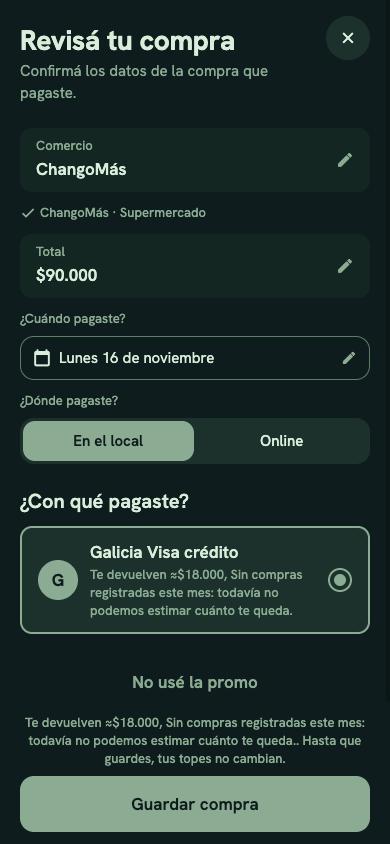 Revisá tu compra
Confirmá los datos de la compra que
pagaste.
Comercio
ChangoMás
ChangoMás · Supermercado
Total
$90.000
¿Cuándo pagaste?
Lunes 16 de noviembre
¿Dónde pagaste?
En el local
Online
¿Con qué pagaste?
G
Galicia Visa crédito
Te devuelven ≈$18.000, Sin compras
registradas este mes: todavía no
podemos estimar cuánto te queda.
No usé la promo
Te devuelven ≈$18.000, Sin compras registradas este mes:
todavía no podemos estimar cuánto te queda.. Hasta que
guardes, tus topes no cambian.
Guardar compra